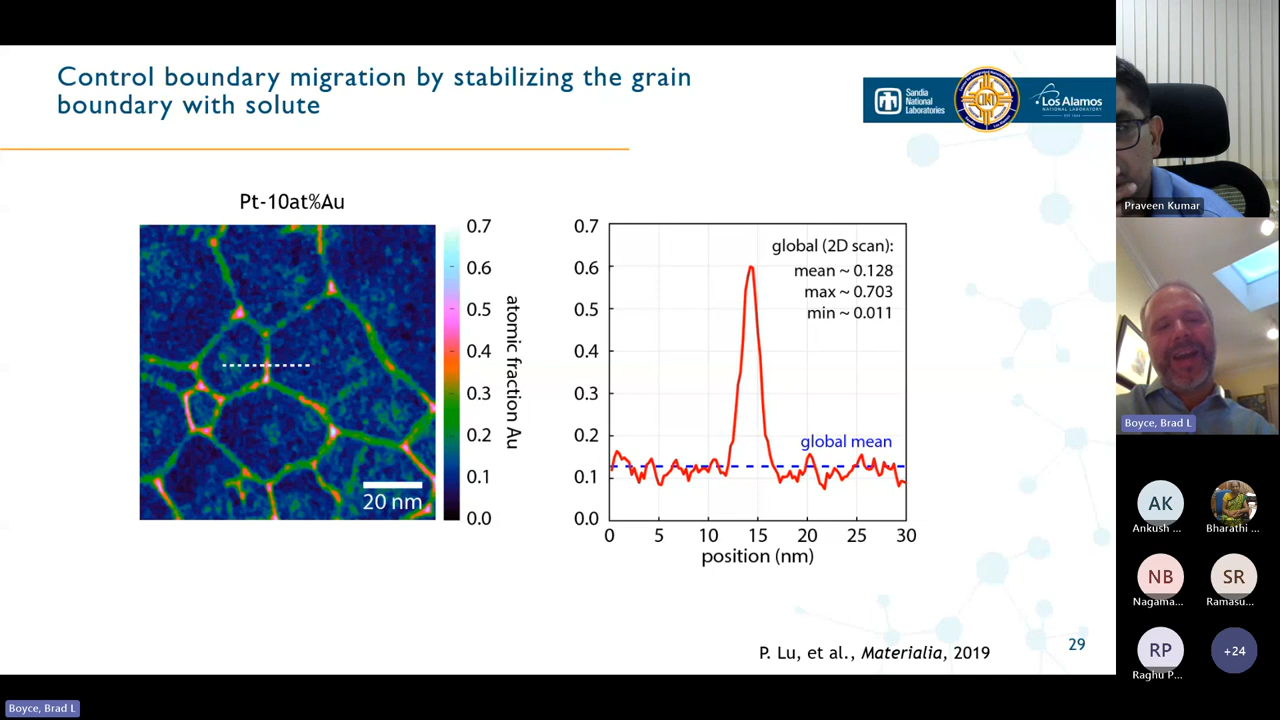 Control boundary migration by stabilizing the grain
boundary with solute
Sandia
National
Laboratories
Los Alamos
NATIONAL LABORATORY
Pt-10at%Au
0.7
0.6
0.5
0.4
0.3
0.2
0.1
0.0
atomic fraction Au
20 nm
0.7
0.6
0.5
0.4
0.3
0.2
0.1
0.0
global (2D scan):
mean ~ 0.128
max ~ 0.703
min ~ 0.011
global mean
0 5 10 15 20 25 30
position (nm)
P. Lu, et al., Materialia, 2019
29
Praveen Kumar
Boyce, Brad L
AK
Ankush ...
Bharathi ...
NB
Nagama...
SR
Ramasu...
RP
Raghu P...
+24
Boyce, Brad L